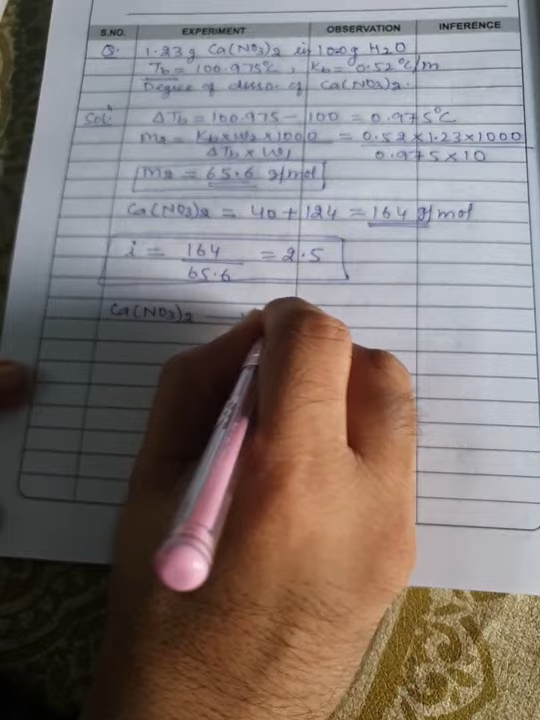 S.NO. EXPERIMENT OBSERVATION INFERENCE
Q. 1.23 g Ca(NO3)2 in 10.0 g H2O
Tb = 100.975°C, Kb = 0.52 °C/m
Degree of disso. of Ca(NO3)2.
Sol: ΔTb = 100.975 - 100 = 0.975°C
M2 = Kb × W2 × 1000 = 0.52 × 1.23 × 1000
ΔTb × W1 0.975 × 10
M2 = 65.6 g/mol
Ca(NO3)2 = 40 + 124 = 164 g/mol
i = 164 = 2.5
65.6
Ca(NO3)2